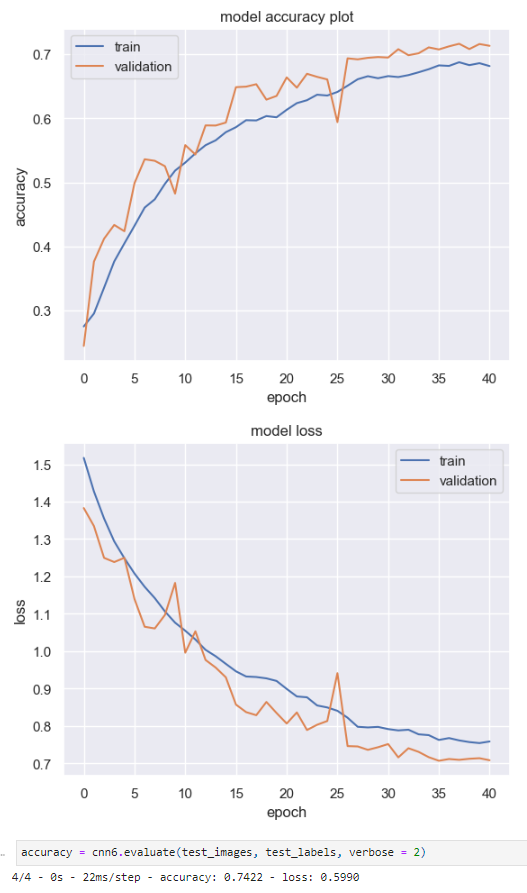 model accuracy plot
train
validation
0.7
0.6
0.5
0.4
0.3
accuracy
0 5 10 15 20 25 30 35 40
epoch
model loss
train
validation
1.5
1.4
1.3
1.2
1.1
1.0
0.9
0.8
0.7
loss
0 5 10 15 20 25 30 35 40
epoch
accuracy = cnn6.evaluate(test_images, test_labels, verbose = 2)
4/4 - 0s - 22ms/step - accuracy: 0.7422 - loss: 0.5990